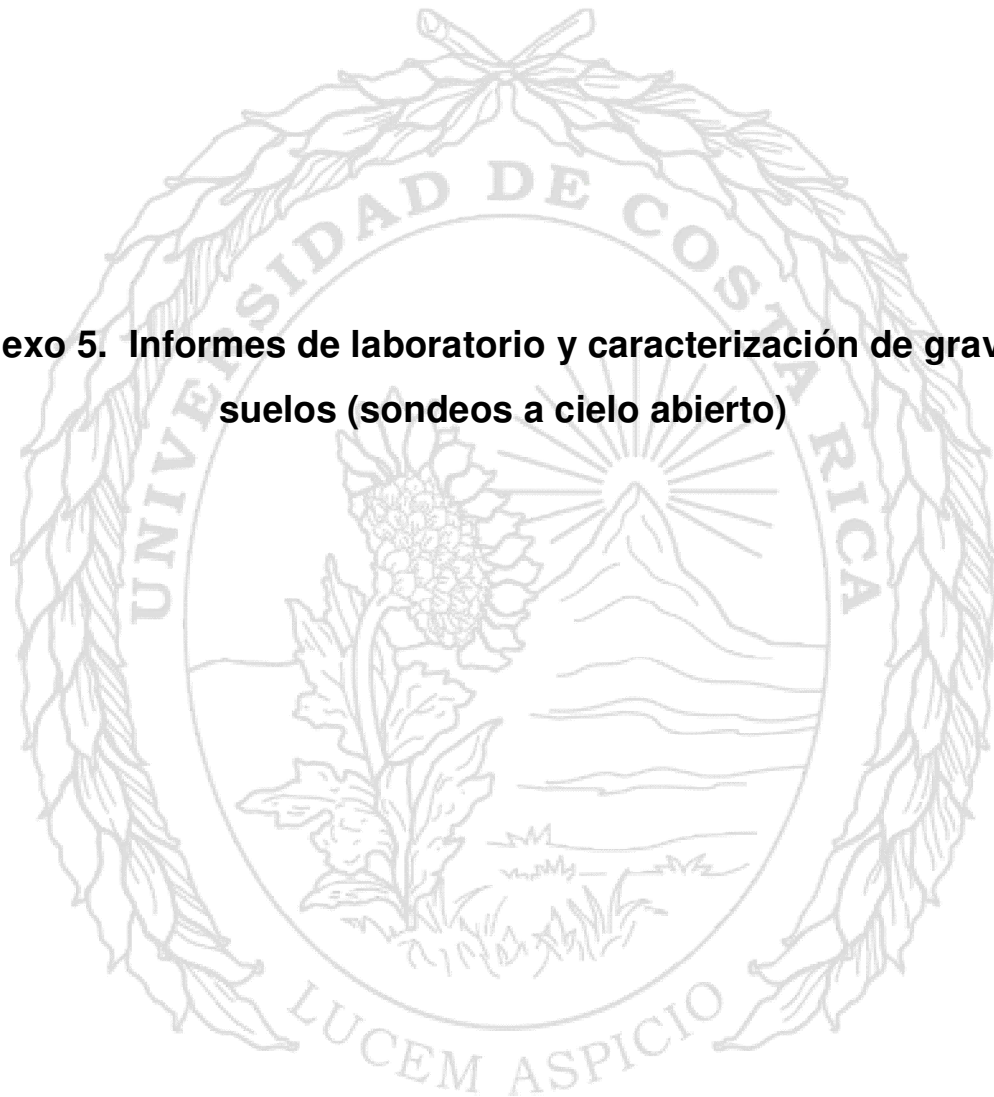 UNIVERSIDAD DE COSTA RICA
exo 5. Informes de laboratorio y caracterización de grav
suelos (sondeos a cielo abierto)
LUCEM ASPICIO